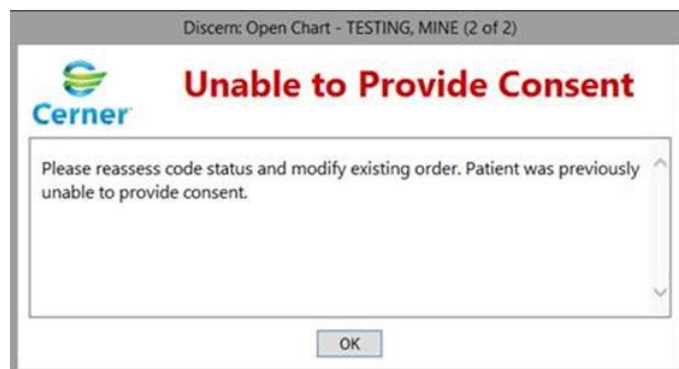 Discern: Open Chart - TESTING, MINE (2 of 2)
Unable to Provide Consent
Cerner
Please reassess code status and modify existing order. Patient was previously
unable to provide consent.
OK